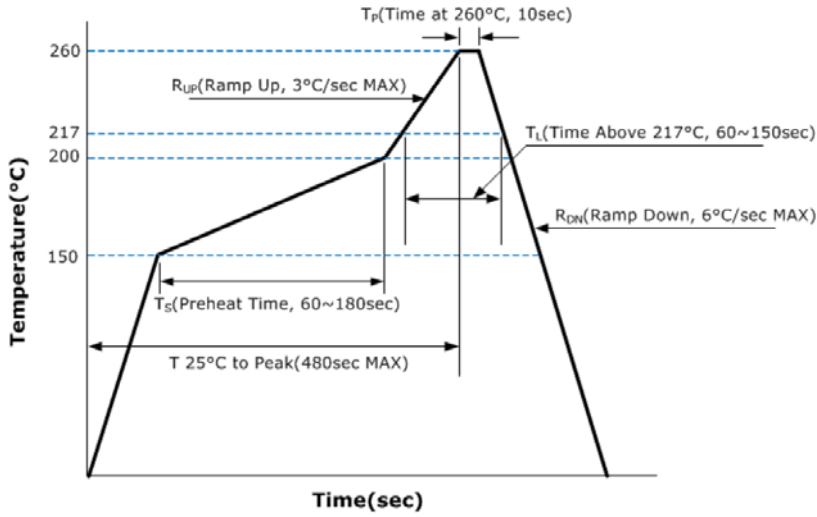 TP(Time at 260°C, 10sec)
260
RUP(Ramp Up, 3°C/sec MAX)
217
TL(Time Above 217°C, 60~150sec)
200
RDN(Ramp Down, 6°C/sec MAX)
150
TS(Preheat Time, 60~180sec)
T 25°C to Peak(480sec MAX)
Temperature(°C)
Time(sec)